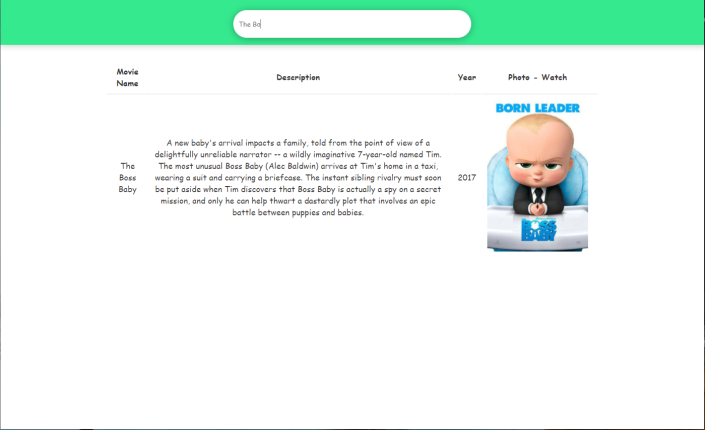 The Bo
Movie
Name
Description
Year
Photo - Watch
The
Boss
Baby
A new baby's arrival impacts a family, told from the point of view of a
delightfully unreliable narrator -- a wildly imaginative 7-year-old named Tim.
The most unusual Boss Baby (Alec Baldwin) arrives at Tim's home in a taxi,
wearing a suit and carrying a briefcase. The instant sibling rivalry must soon
be put aside when Tim discovers that Boss Baby is actually a spy on a secret
mission, and only he can help thwart a dastardly plot that involves an epic
battle between puppies and babies.
2017
BORN LEADER
BOSS
BABY